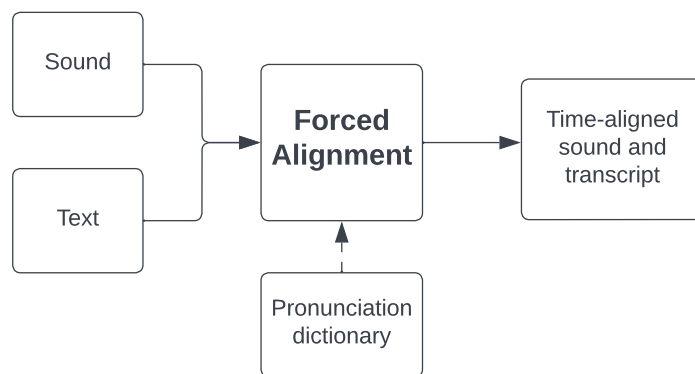 Sound
Text
Forced
Alignment
Time-aligned
sound and
transcript
Pronunciation
dictionary